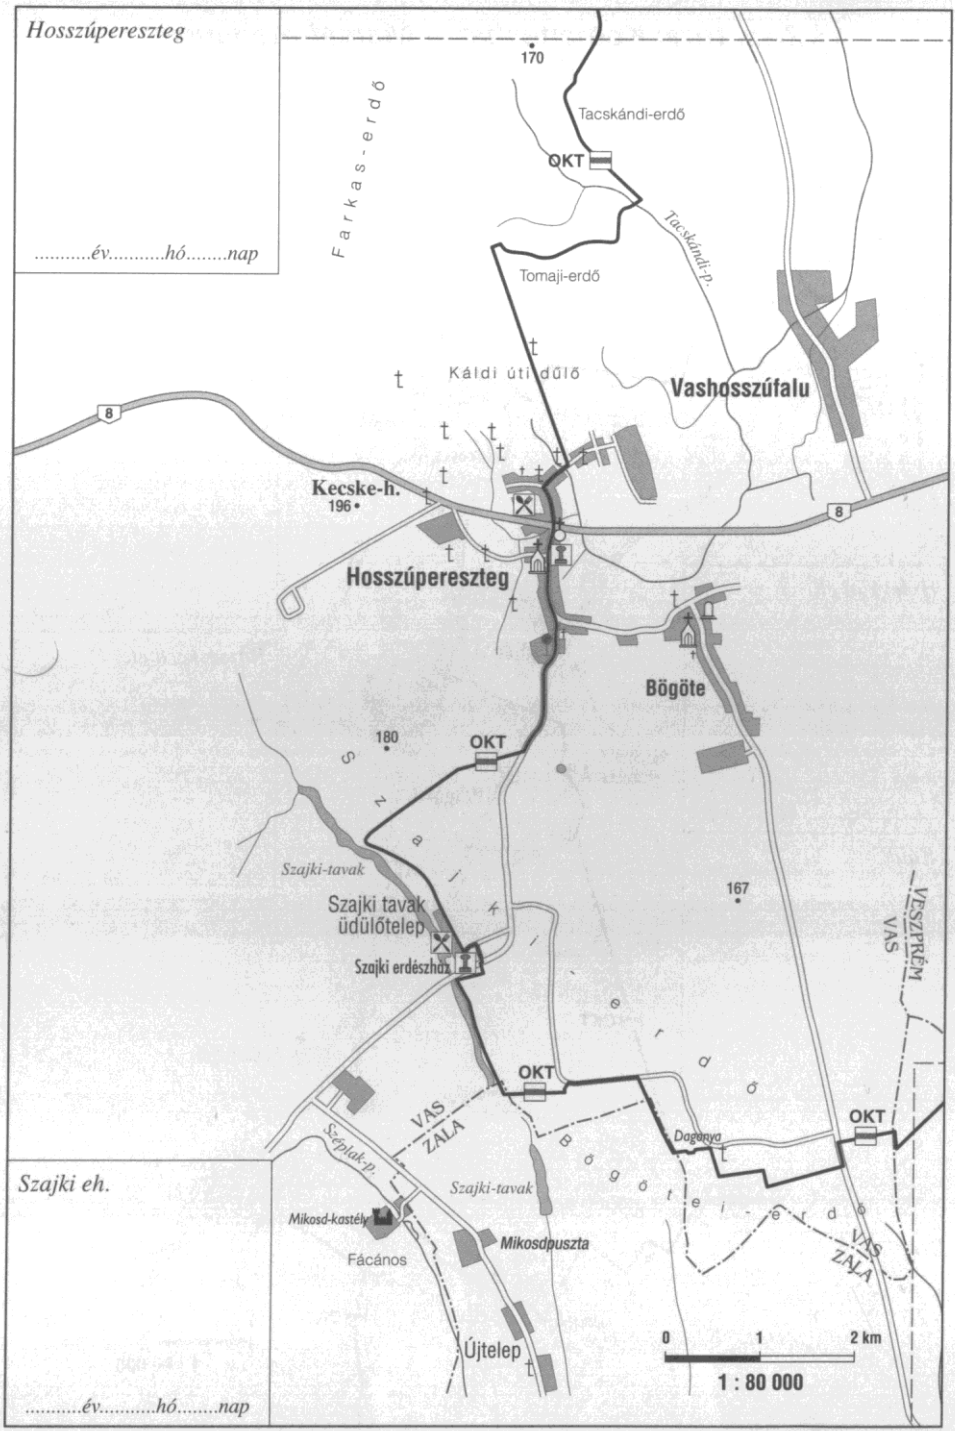 Hosszúpereszteg
...........év...........hó........nap
170
Farkas-erdő
Tacskándi-erdő
OKT
Tacskándi-p.
Tomaji-erdő
Káldi úti dűlő
Vashosszúfalu
8
Kecske-h.
196
8
Hosszúpereszteg
Bögöte
180
OKT
Szajki-erdő
Szajki-tavak
167
Szajki tavak
üdülőtelep
Szajki erdészház
VESZPRÉM
VAS
OKT
VAS
ZALA
OKT
Daganya
Széplak-p.
Bögötei-erdő
Szajki-tavak
Mikosd-kastély
Mikosdpuszta
Fácános
VAS
ZALA
Újtelep
0 1 2 km
1 : 80 000
Szajki eh.
...........év...........hó........nap